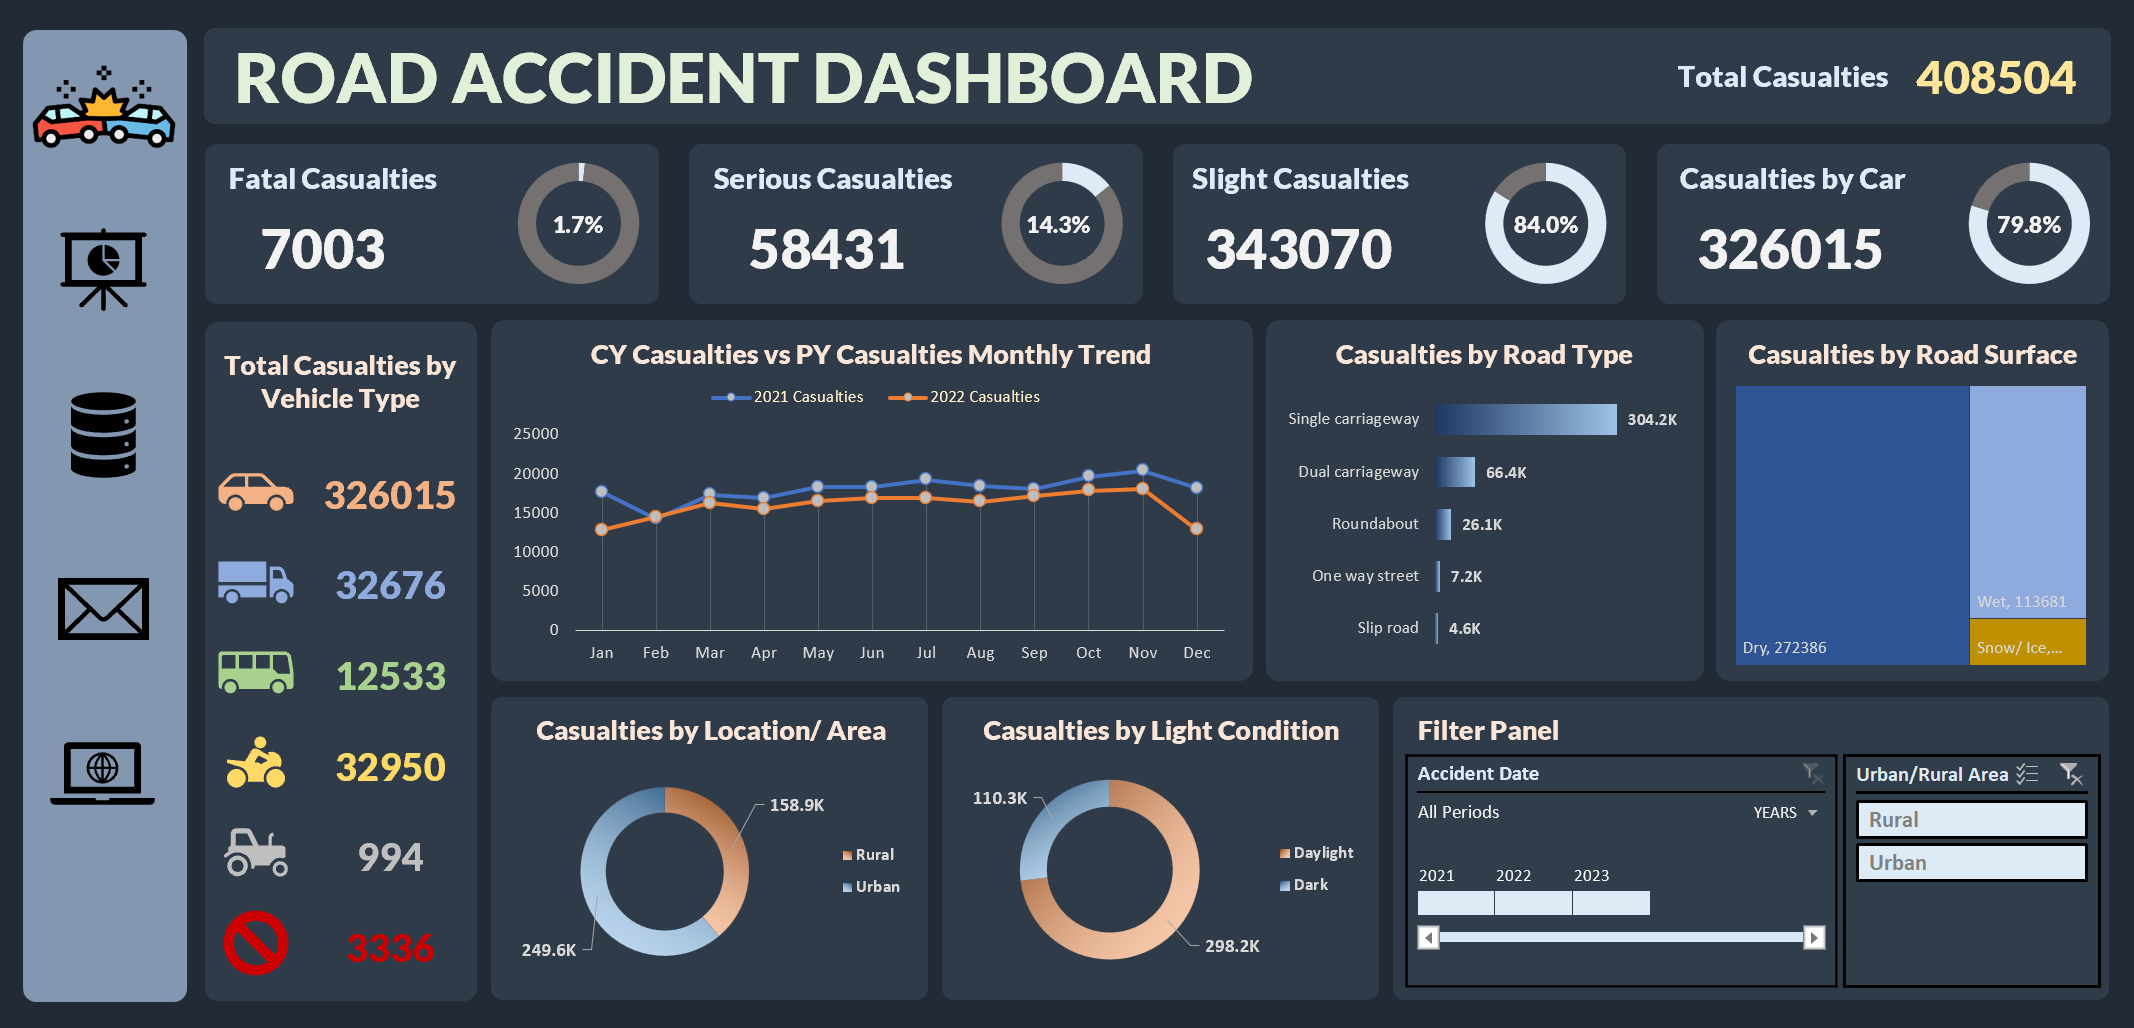 ROAD ACCIDENT DASHBOARD
Total Casualties 408504
Fatal Casualties
7003
1.7%
Serious Casualties
58431
14.3%
Slight Casualties
343070
84.0%
Casualties by Car
326015
79.8%
Total Casualties by
Vehicle Type
326015
32676
12533
32950
994
3336
CY Casualties vs PY Casualties Monthly Trend
2021 Casualties 2022 Casualties
25000
20000
15000
10000
5000
0
Jan Feb Mar Apr May Jun Jul Aug Sep Oct Nov Dec
Casualties by Road Type
Single carriageway 304.2K
Dual carriageway 66.4K
Roundabout 26.1K
One way street 7.2K
Slip road 4.6K
Casualties by Road Surface
Wet, 113681
Dry, 272386
Snow/ Ice,...
Casualties by Location/ Area
158.9K
Rural
Urban
249.6K
Casualties by Light Condition
110.3K
Daylight
Dark
298.2K
Filter Panel
Accident Date
All Periods YEARS
2021 2022 2023
Urban/Rural Area
Rural
Urban